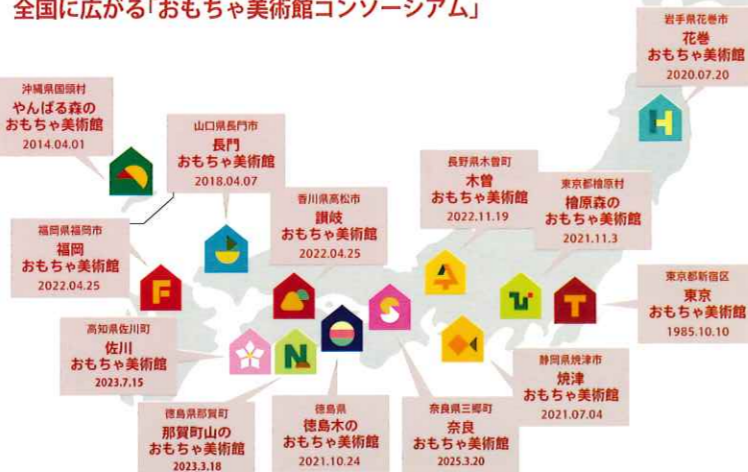 全国に広がる「おもちゃ美術館コンソーシアム」
岩手県花巻市
花巻
おもちゃ美術館
2020.07.20
沖縄県国頭村
やんばる森の
おもちゃ美術館
2014.04.01
山口県長門市
長門
おもちゃ美術館
2018.04.07
香川県高松市
讃岐
おもちゃ美術館
2022.04.25
長野県木曽町
木曽
おもちゃ美術館
2022.11.19
東京都檜原村
檜原森の
おもちゃ美術館
2021.11.3
福岡県福岡市
福岡
おもちゃ美術館
2022.04.25
東京都新宿区
東京
おもちゃ美術館
1985.10.10
高知県佐川町
佐川
おもちゃ美術館
2023.7.15
徳島県那賀町
那賀町山の
おもちゃ美術館
2023.3.18
徳島県
徳島木の
おもちゃ美術館
2021.10.24
奈良県三郷町
奈良
おもちゃ美術館
2025.3.20
静岡県焼津市
焼津
おもちゃ美術館
2021.07.04
H
F
N
T